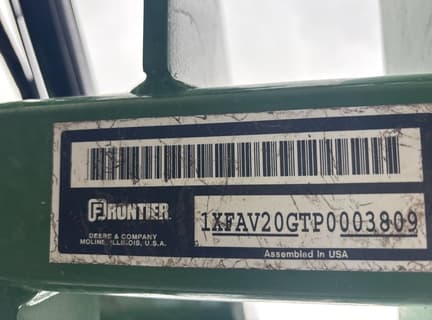 FRONTIER
DEERE & COMPANY
MOLINE, ILLINOIS, U.S.A.
1XFAV20GTP0003809
Assembled In USA